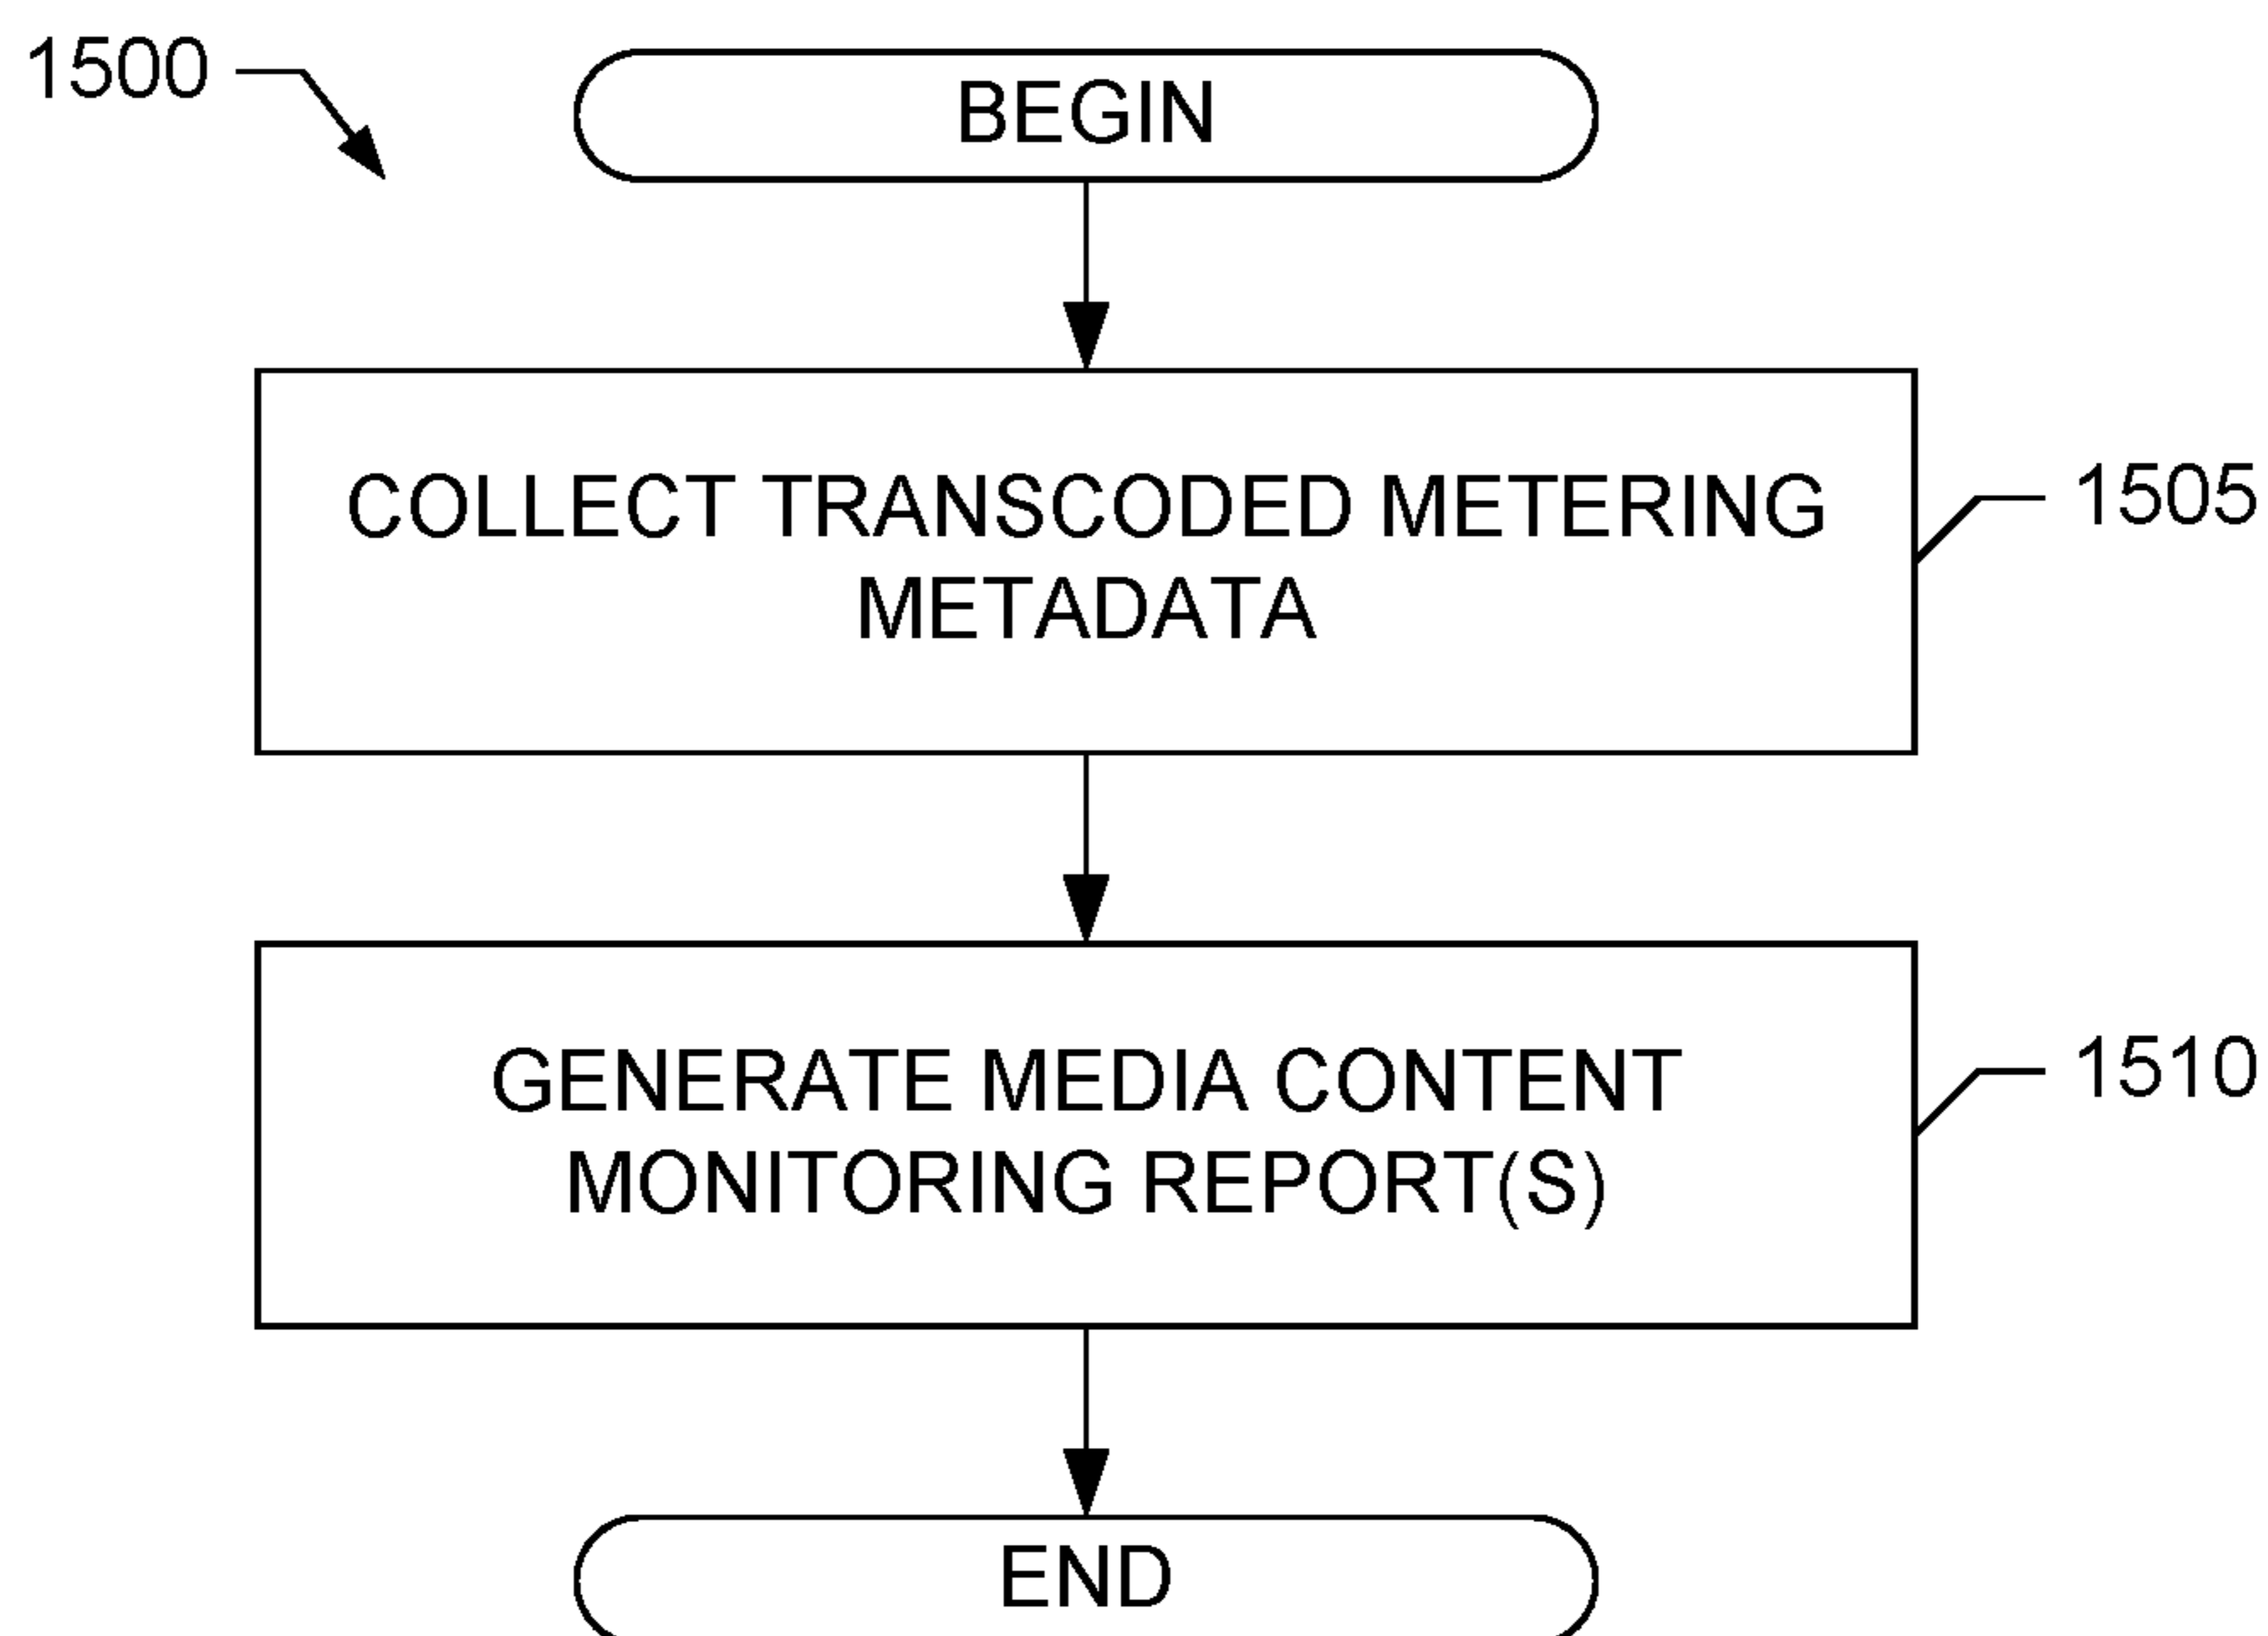 1500
BEGIN
COLLECT TRANSCODED METERING
METADATA
1505
GENERATE MEDIA CONTENT
MONITORING REPORT(S)
1510
END